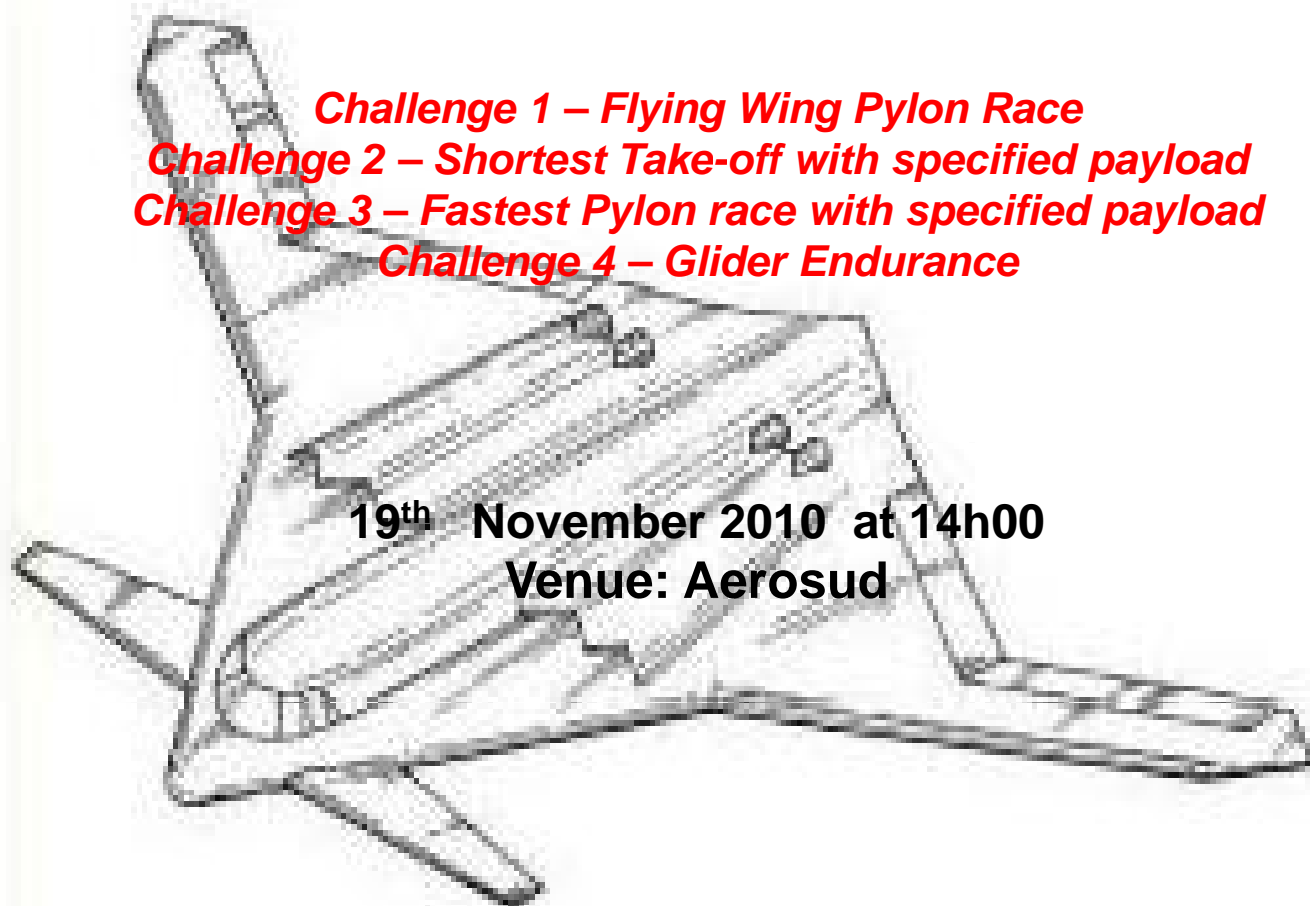 Challenge 1 – Flying Wing Pylon Race
Challenge 2 – Shortest Take-off with specified payload
Challenge 3 – Fastest Pylon race with specified payload
Challenge 4 – Glider Endurance
19th November 2010 at 14h00
Venue: Aerosud